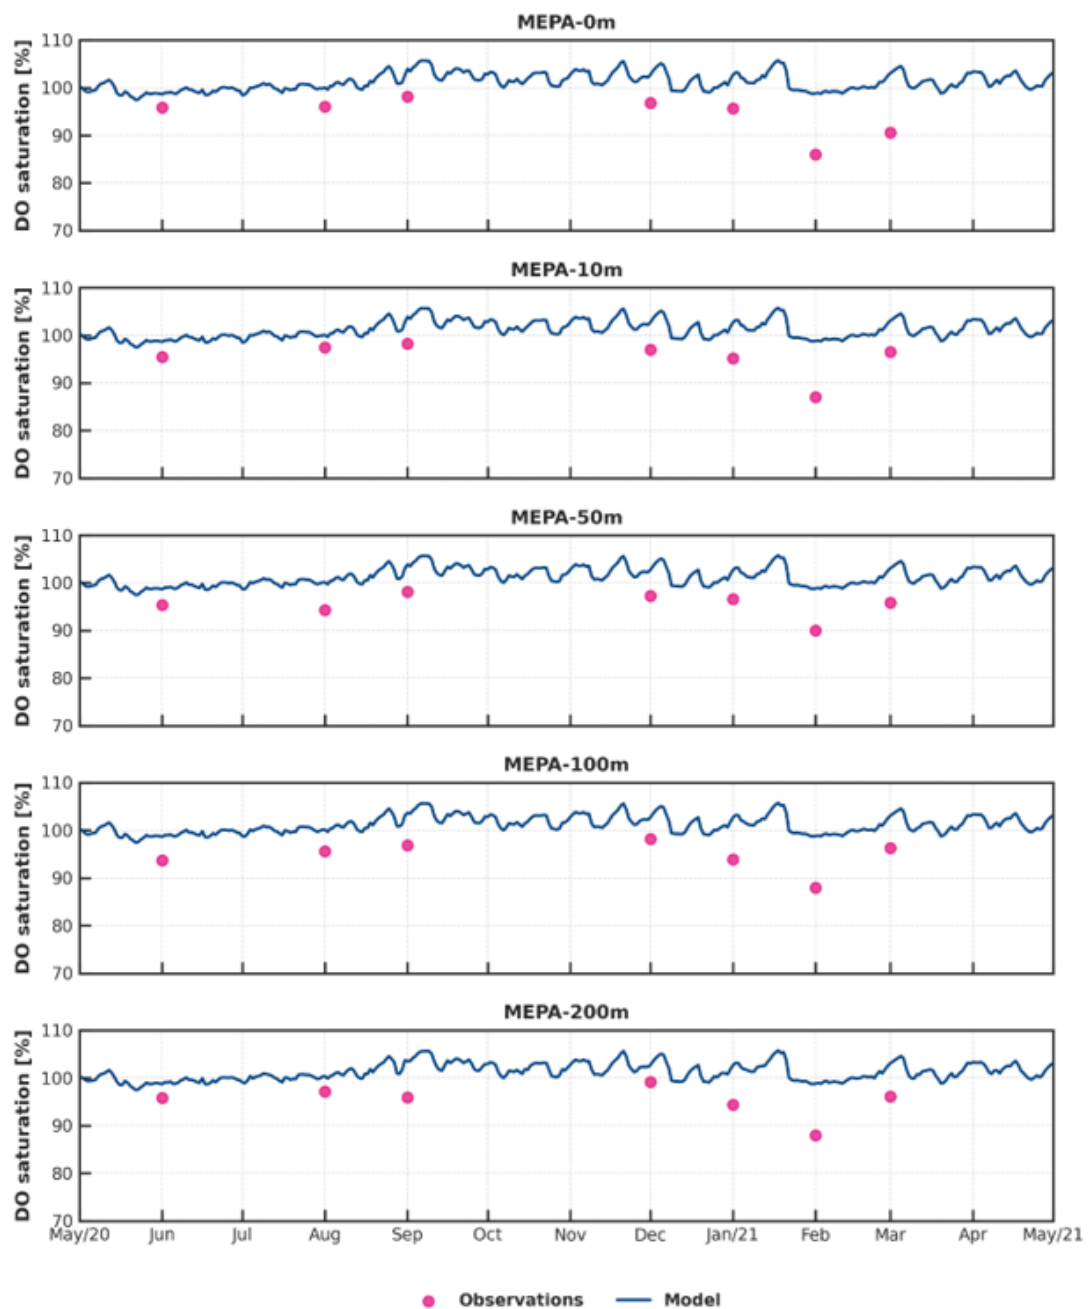 MEPA-0m
DO saturation [%]
110
100
90
80
70
MEPA-10m
DO saturation [%]
110
100
90
80
70
MEPA-50m
DO saturation [%]
110
100
90
80
70
MEPA-100m
DO saturation [%]
110
100
90
80
70
MEPA-200m
DO saturation [%]
110
100
90
80
70
May/20 Jun Jul Aug Sep Oct Nov Dec Jan/21 Feb Mar Apr May/21
Observations Model